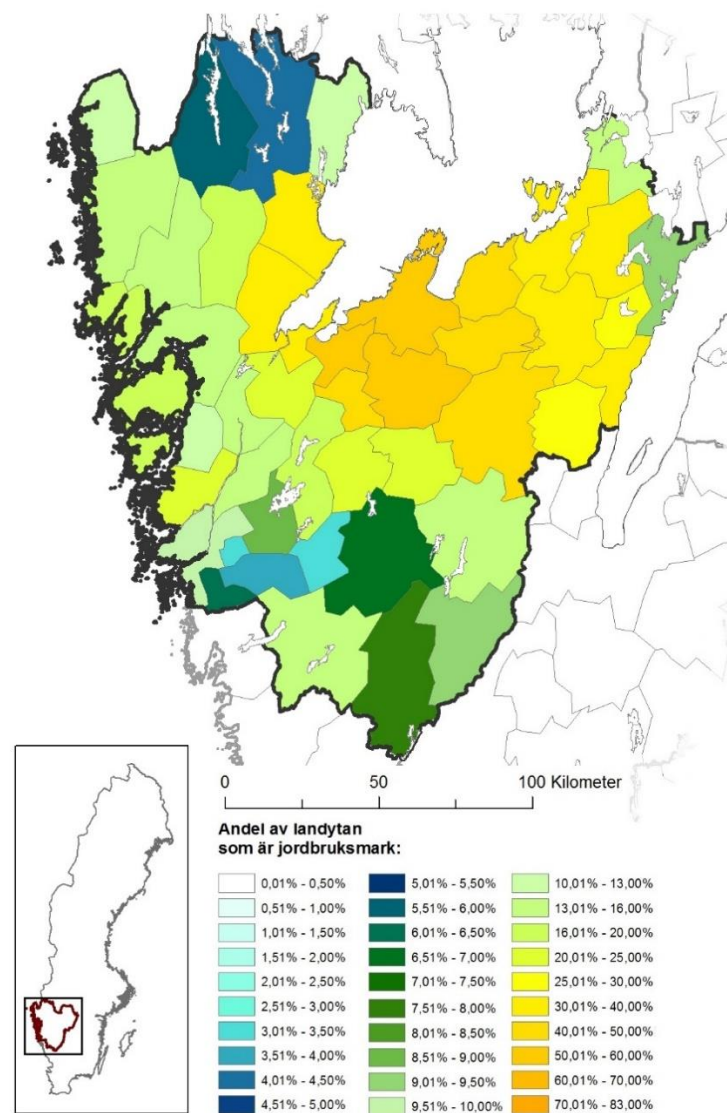 0 50 100 Kilometer
Andel av landytan
som är jordbruksmark:
0,01% - 0,50%
0,51% - 1,00%
1,01% - 1,50%
1,51% - 2,00%
2,01% - 2,50%
2,51% - 3,00%
3,01% - 3,50%
3,51% - 4,00%
4,01% - 4,50%
4,51% - 5,00%
5,01% - 5,50%
5,51% - 6,00%
6,01% - 6,50%
6,51% - 7,00%
7,01% - 7,50%
7,51% - 8,00%
8,01% - 8,50%
8,51% - 9,00%
9,01% - 9,50%
9,51% - 10,00%
10,01% - 13,00%
13,01% - 16,00%
16,01% - 20,00%
20,01% - 25,00%
25,01% - 30,00%
30,01% - 40,00%
40,01% - 50,00%
50,01% - 60,00%
60,01% - 70,00%
70,01% - 83,00%